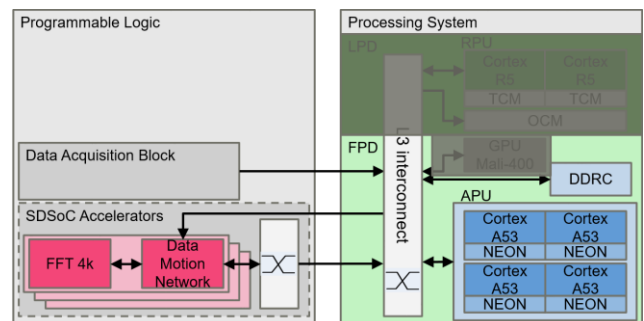 Programmable Logic
Data Acquisition Block
SDSoC Accelerators
FFT 4k
Data
Motion
Network
Processing System
LPD
RPU
Cortex
R5
Cortex
R5
TCM
TCM
OCM
FPD
L3 interconnect
GPU
Mali-400
DDRC
APU
Cortex
A53
Cortex
A53
NEON
NEON
Cortex
A53
Cortex
A53
NEON
NEON